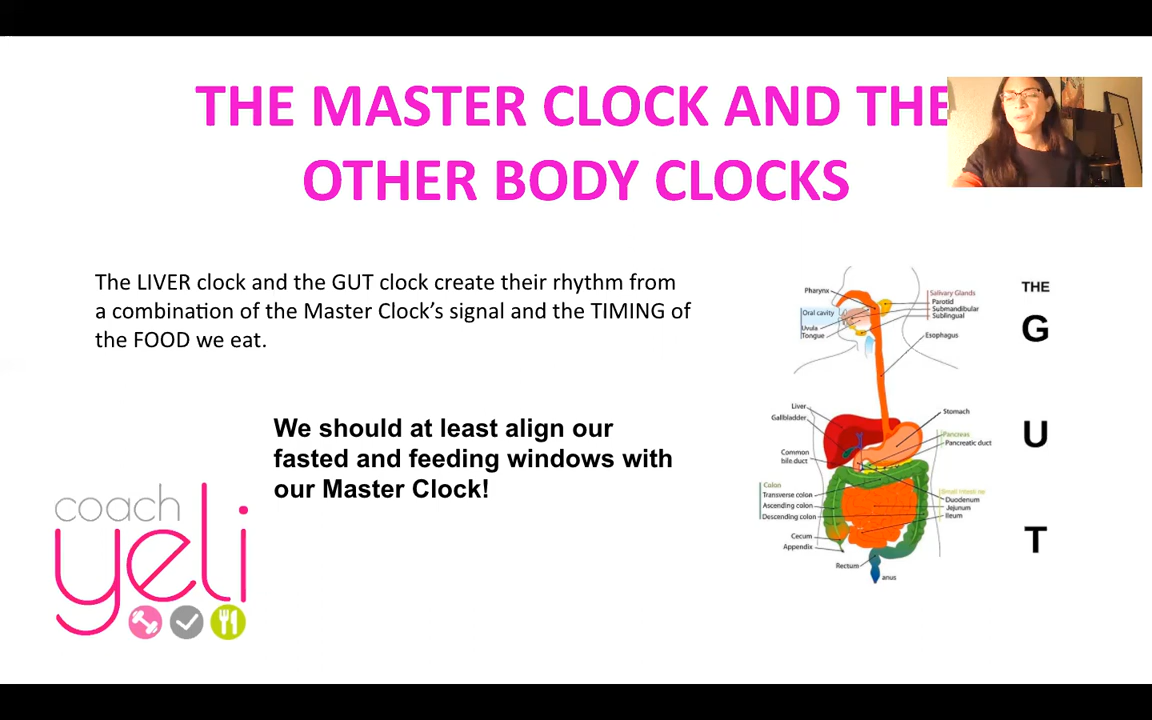 THE MASTER CLOCK AND THE
OTHER BODY CLOCKS
The LIVER clock and the GUT clock create their rhythm from
a combination of the Master Clock’s signal and the TIMING of
the FOOD we eat.
We should at least align our
fasted and feeding windows with
our Master Clock!
coach
yeli
Pharynx
Oral cavity
Uvula
Tongue
Salivary Glands
Parotid
Submandibular
Sublingual
Esophagus
Liver
Gallbladder
Common
bile duct
Stomach
Pancreas
Pancreatic duct
Colon
Transverse colon
Ascending colon
Descending colon
Small intestine
Duodenum
Jejunum
Ileum
Cecum
Appendix
Rectum
anus
THE
G
U
T